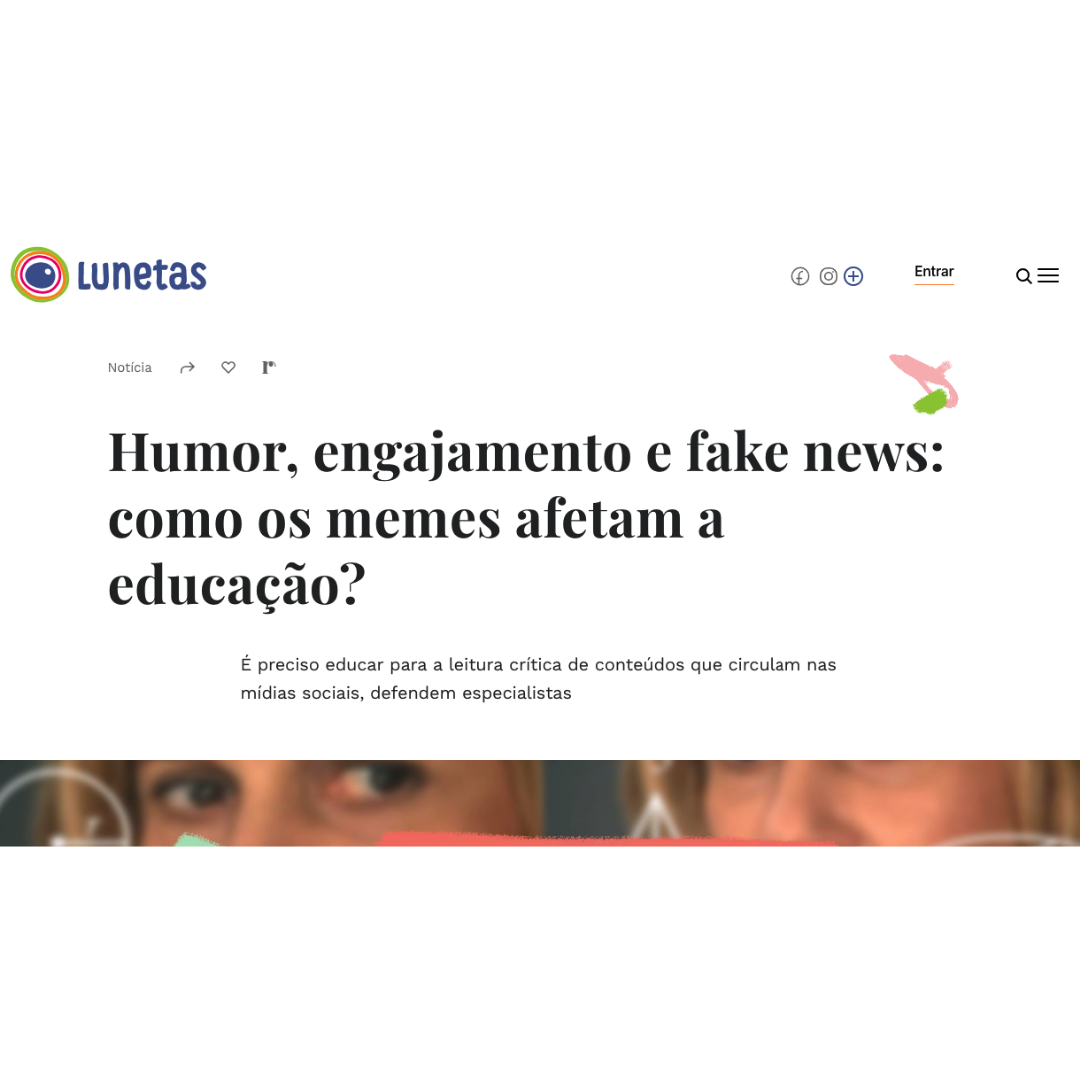 Lunetas
Entrar
Notícia
Humor, engajamento e fake news:
como os memes afetam a
educação?
É preciso educar para a leitura crítica de conteúdos que circulam nas
mídias sociais, defendem especialistas